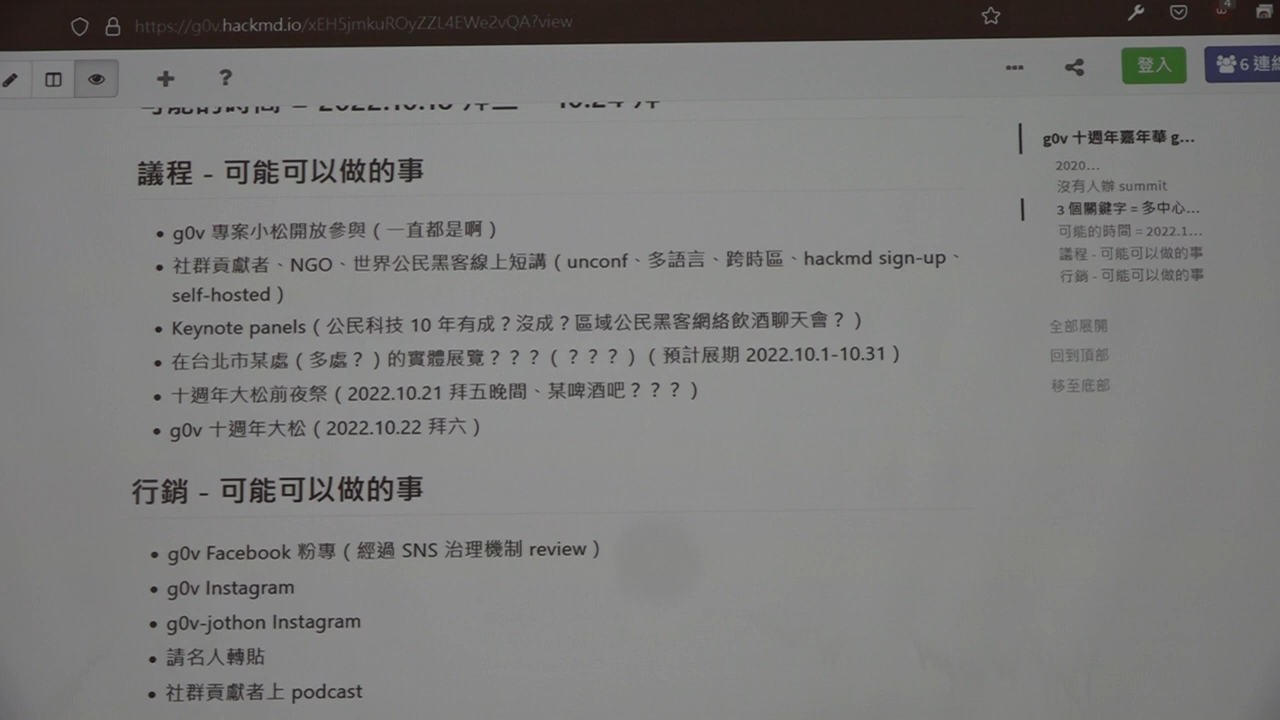 https://g0v.hackmd.io/xEH5jmkuROyZZL4EWe2vQA?view
4
?
登入
6 連線
議程 - 可能可以做的事
• g0v 專案小松開放參與（一直都是啊）
• 社群貢獻者、NGO、世界公民黑客線上短講（unconf、多語言、跨時區、hackmd sign-up、
self-hosted）
• Keynote panels（公民科技 10 年有成？沒成？區域公民黑客網絡飲酒聊天會？）
• 在台北市某處（多處？）的實體展覽？？？（？？？）（預計展期 2022.10.1-10.31）
• 十週年大松前夜祭（2022.10.21 拜五晚間、某啤酒吧？？？）
• g0v 十週年大松（2022.10.22 拜六）
行銷 - 可能可以做的事
• g0v Facebook 粉專（經過 SNS 治理機制 review）
• g0v Instagram
• g0v-jothon Instagram
• 請名人轉貼
• 社群貢獻者上 podcast
g0v 十週年嘉年華 g...
2020...
沒有人辦 summit
3 個關鍵字 = 多中心...
可能的時間 = 2022.1...
議程 - 可能可以做的事
行銷 - 可能可以做的事
全部展開
回到頂部
移至底部